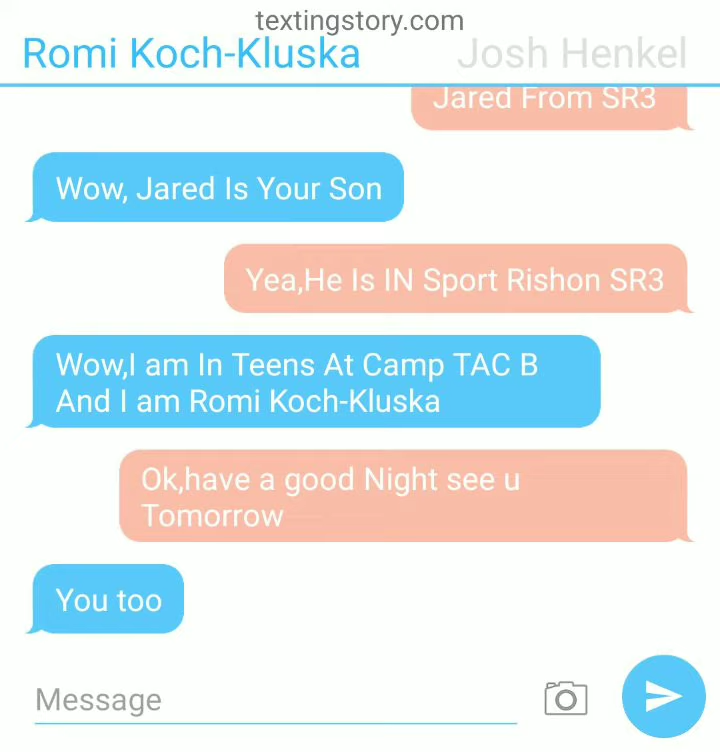 textingstory.com
Romi Koch-Kluska Josh Henkel
Jared From SR3
Wow, Jared Is Your Son
Yea,He Is IN Sport Rishon SR3
Wow,I am In Teens At Camp TAC B
And I am Romi Koch-Kluska
Ok,have a good Night see u
Tomorrow
You too
Message